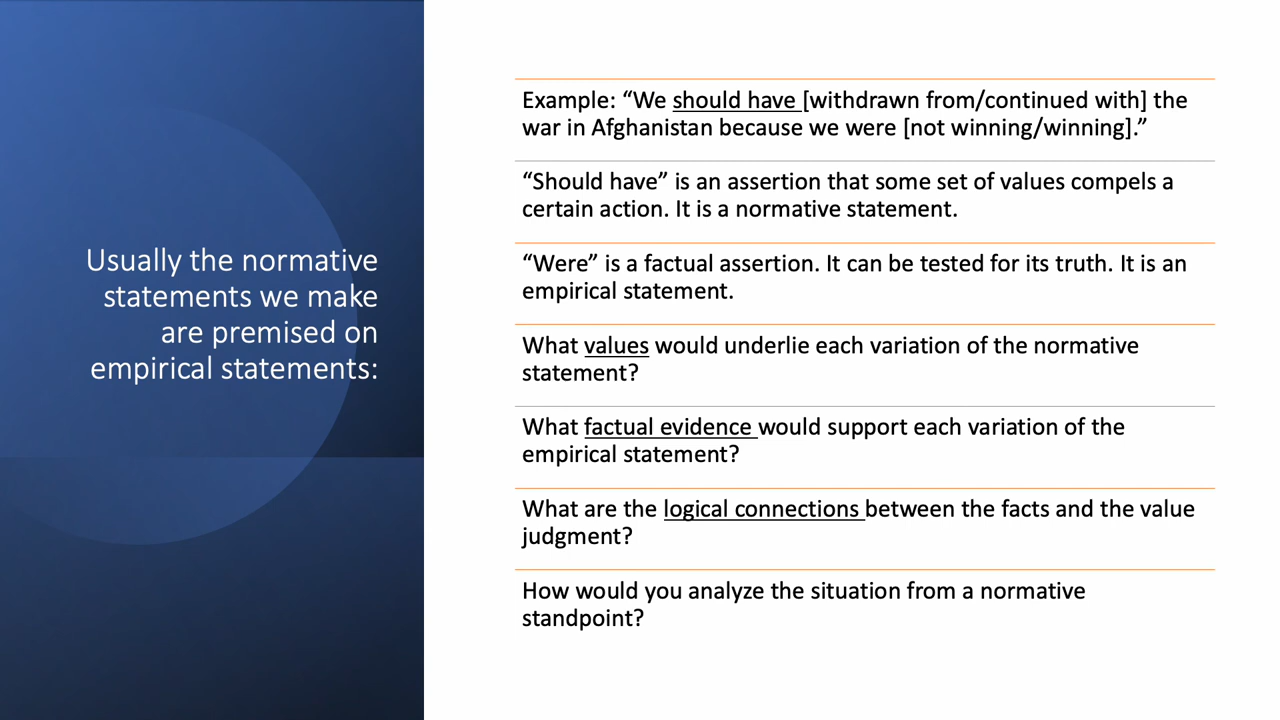 Usually the normative
statements we make
are premised on
empirical statements:
Example: “We should have [withdrawn from/continued with] the
war in Afghanistan because we were [not winning/winning].”
“Should have” is an assertion that some set of values compels a
certain action. It is a normative statement.
“Were” is a factual assertion. It can be tested for its truth. It is an
empirical statement.
What values would underlie each variation of the normative
statement?
What factual evidence would support each variation of the
empirical statement?
What are the logical connections between the facts and the value
judgment?
How would you analyze the situation from a normative
standpoint?